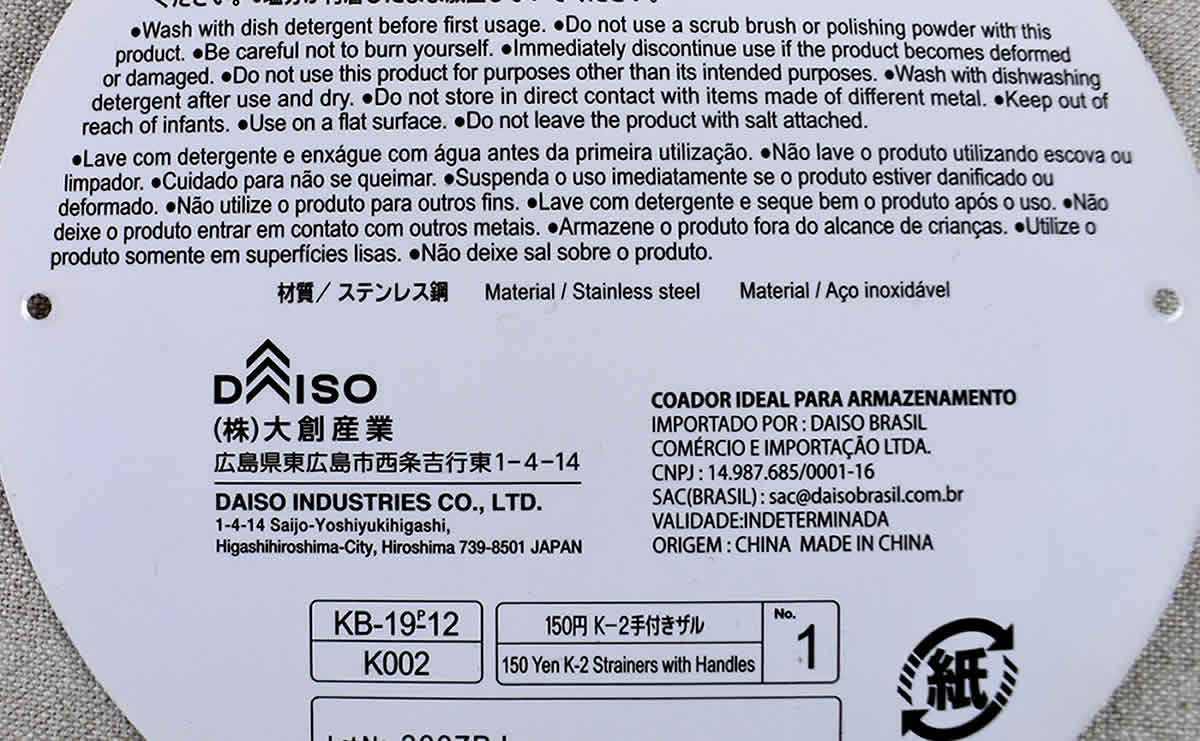 ●Wash with dish detergent before first usage. ●Do not use a scrub brush or polishing powder with this
product. ●Be careful not to burn yourself. ●Immediately discontinue use if the product becomes deformed
or damaged. ●Do not use this product for purposes other than its intended purposes. ●Wash with dishwashing
detergent after use and dry. ●Do not store in direct contact with items made of different metal. ●Keep out of
reach of infants. ●Use on a flat surface. ●Do not leave the product with salt attached.
●Lave com detergente e enxágue com água antes da primeira utilização. ●Não lave o produto utilizando escova ou
limpador. ●Cuidado para não se queimar. ●Suspenda o uso imediatamente se o produto estiver danificado ou
deformado. ●Não utilize o produto para outros fins. ●Lave com detergente e seque bem o produto após o uso. ●Não
deixe o produto entrar em contato com outros metais. ●Armazene o produto fora do alcance de crianças. ●Utilize o
produto somente em superfícies lisas. ●Não deixe sal sobre o produto.
材質/ステンレス鋼 Material / Stainless steel Material / Aço inoxidável
DAISO
(株)大創産業
広島県東広島市西条吉行東1-4-14
DAISO INDUSTRIES CO., LTD.
1-4-14 Saijo-Yoshiyukihigashi,
Higashihiroshima-City, Hiroshima 739-8501 JAPAN
COADOR IDEAL PARA ARMAZENAMENTO
IMPORTADO POR : DAISO BRASIL
COMÉRCIO E IMPORTAÇÃO LTDA.
CNPJ : 14.987.685/0001-16
SAC(BRASIL) : sac@daisobrasil.com.br
VALIDADE:INDETERMINADA
ORIGEM : CHINA MADE IN CHINA
KB-19-P12
K002
150円 K-2手付きザル
150 Yen K-2 Strainers with Handles
No.
1
紙